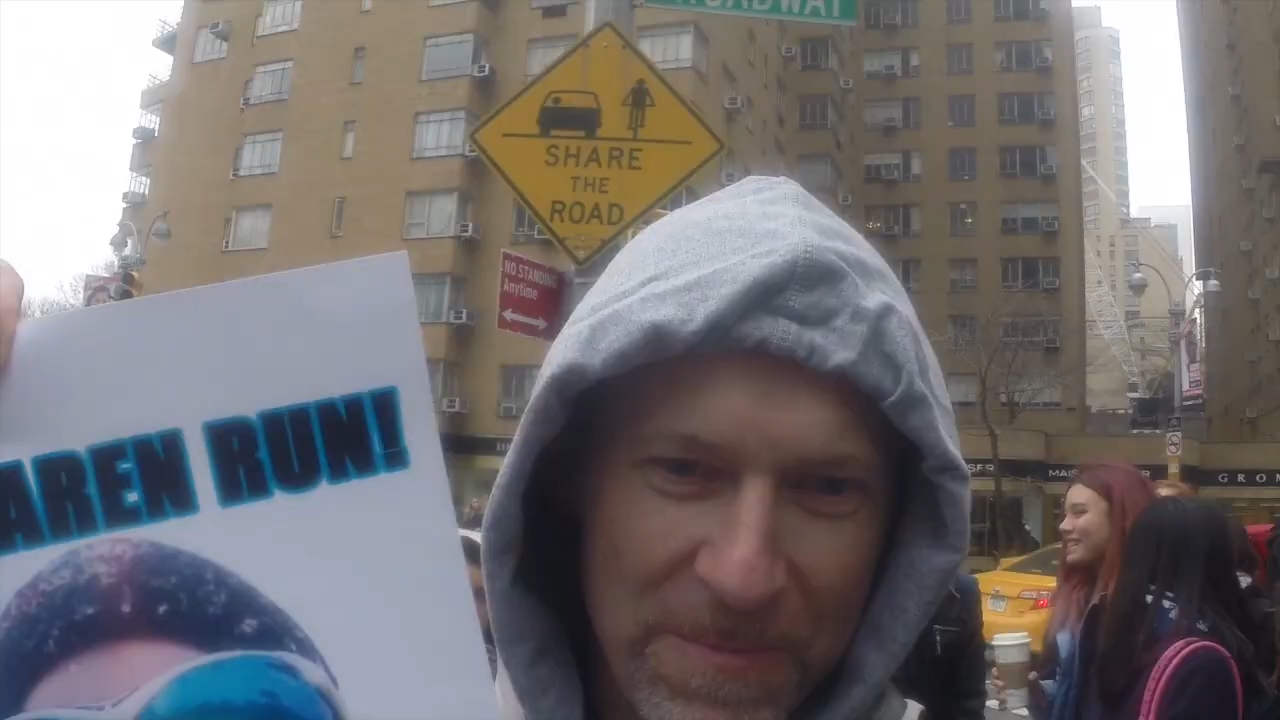 BROADWAY
SHARE
THE
ROAD
NO STANDING
Anytime
AREN RUN!